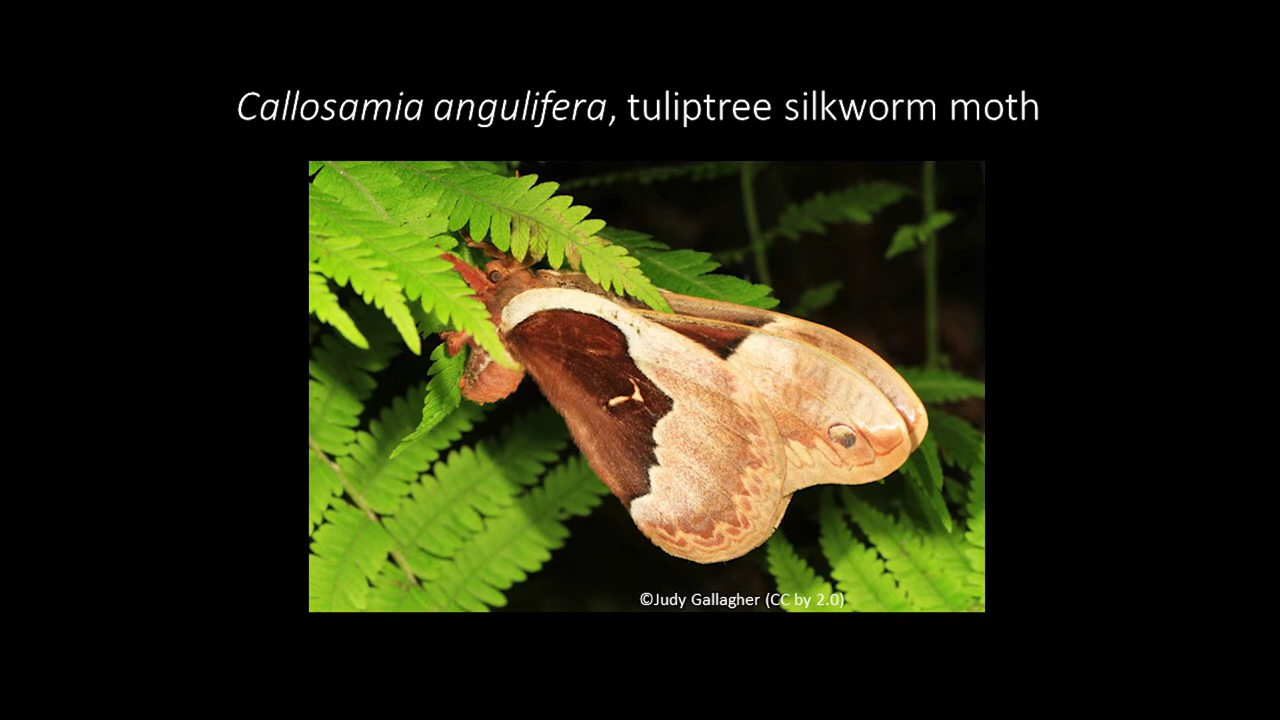 Callosamia angulifera, tuliptree silkworm moth
©Judy Gallagher (CC by 2.0)